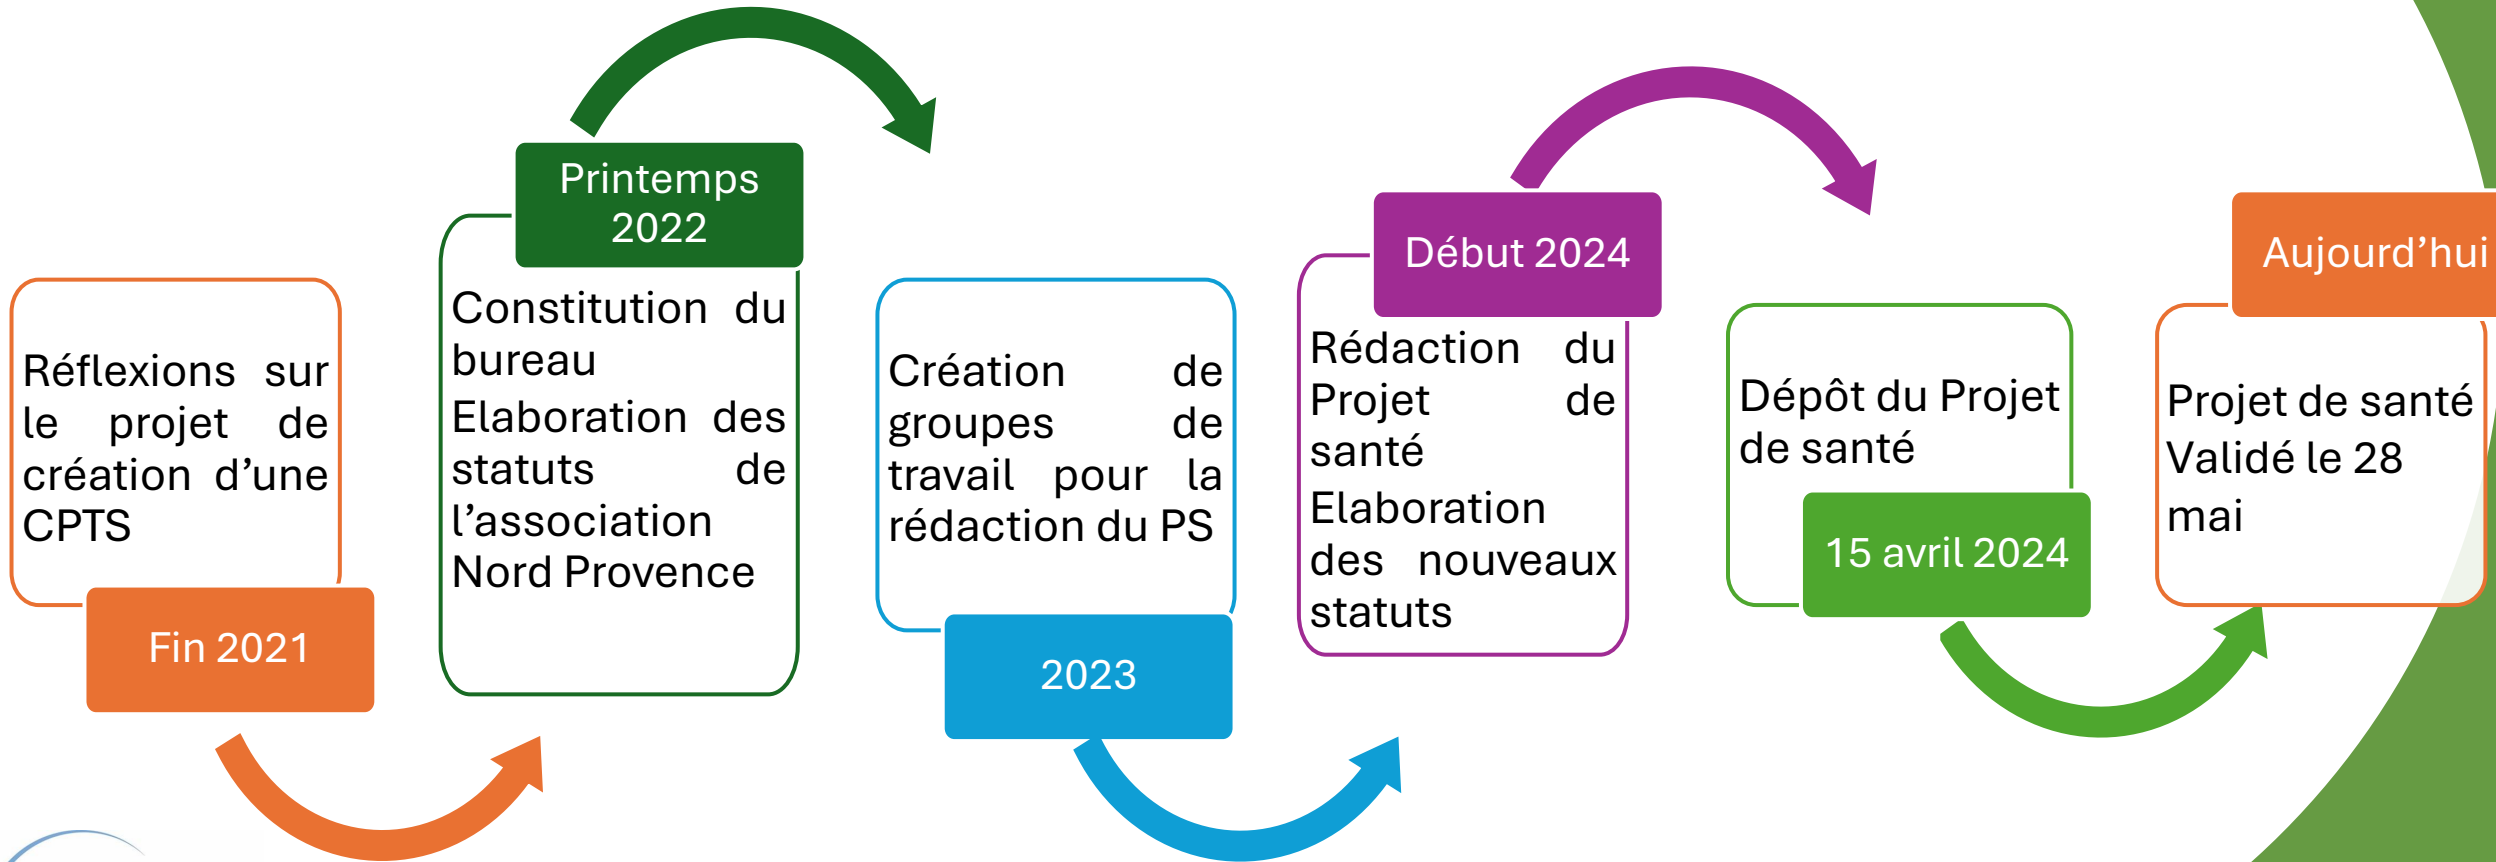 Réflexions sur
le projet de
création d’une
CPTS
Fin 2021
Printemps
2022
Constitution du
bureau
Elaboration des
statuts de
l’association
Nord Provence
Création de
groupes de
travail pour la
rédaction du PS
2023
Début 2024
Rédaction du
Projet de
santé
Elaboration
des nouveaux
statuts
Dépôt du Projet
de santé
15 avril 2024
Aujourd’hui
Projet de santé
Validé le 28
mai